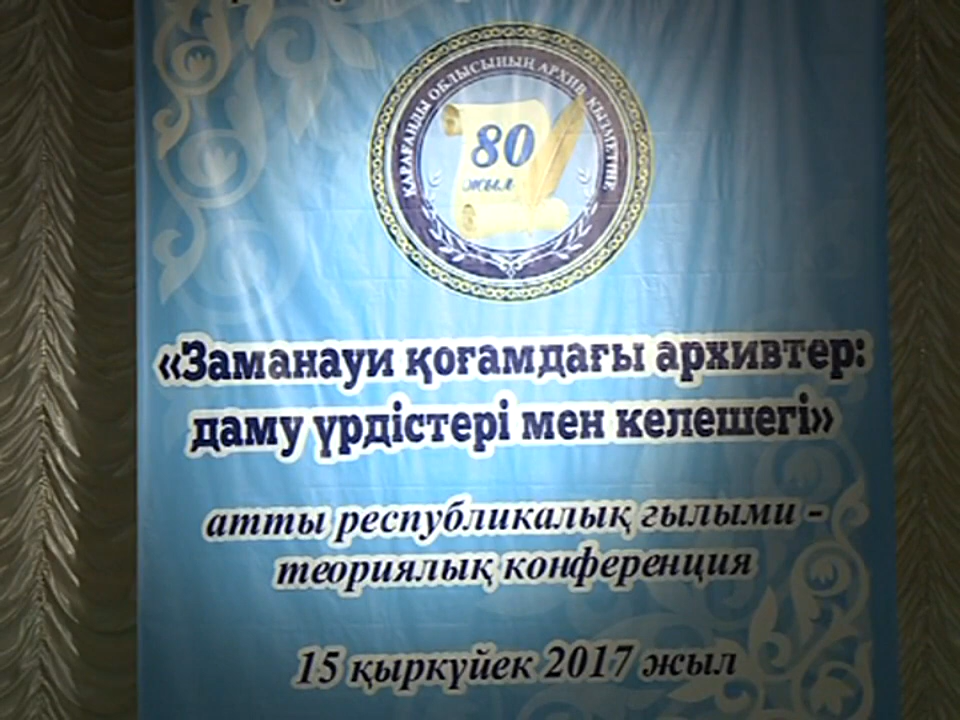 ҚАРАҒАНДЫ ОБЛЫСЫНЫҢ АРХИВ ҚЫЗМЕТІНЕ
80
ЖЫЛ
«Заманауи қоғамдағы архивтер:
даму үрдістері мен келешегі»
атты республикалық ғылыми -
теориялық конференция
15 қыркүйек 2017 жыл